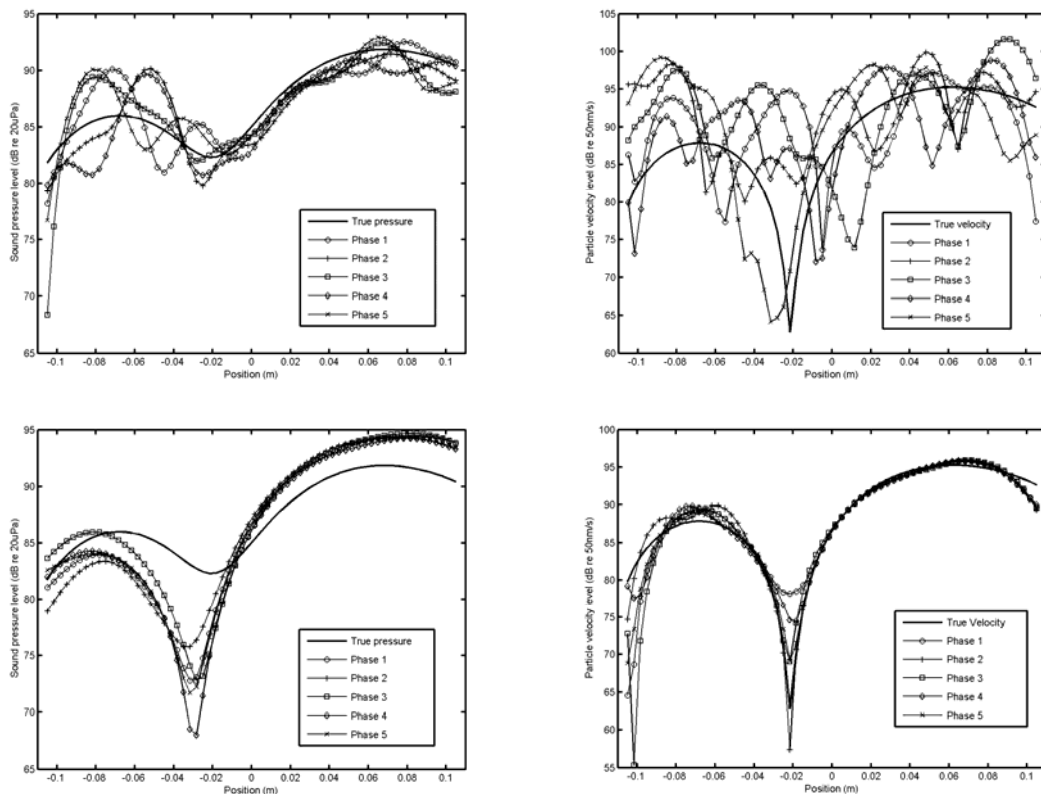 95
90
85
80
75
70
65
Sound pressure level (dB re 20uPa)
True pressure
Phase 1
Phase 2
Phase 3
Phase 4
Phase 5
-0.1 -0.08 -0.06 -0.04 -0.02 0 0.02 0.04 0.06 0.08 0.1
Position (m)
105
100
95
90
85
80
75
70
65
60
Particle velocity level (dB re 50nm/s)
True velocity
Phase 1
Phase 2
Phase 3
Phase 4
Phase 5
-0.1 -0.08 -0.06 -0.04 -0.02 0 0.02 0.04 0.06 0.08 0.1
Position (m)
95
90
85
80
75
70
65
Sound pressure level (dB re 20uPa)
True pressure
Phase 1
Phase 2
Phase 3
Phase 4
Phase 5
-0.1 -0.08 -0.06 -0.04 -0.02 0 0.02 0.04 0.06 0.08 0.1
Position (m)
100
95
90
85
80
75
70
65
60
55
Particle velocity level (dB re 50nm/s)
True Velocity
Phase 1
Phase 2
Phase 3
Phase 4
Phase 5
-0.1 -0.08 -0.06 -0.04 -0.02 0 0.02 0.04 0.06 0.08 0.1
Position (m)